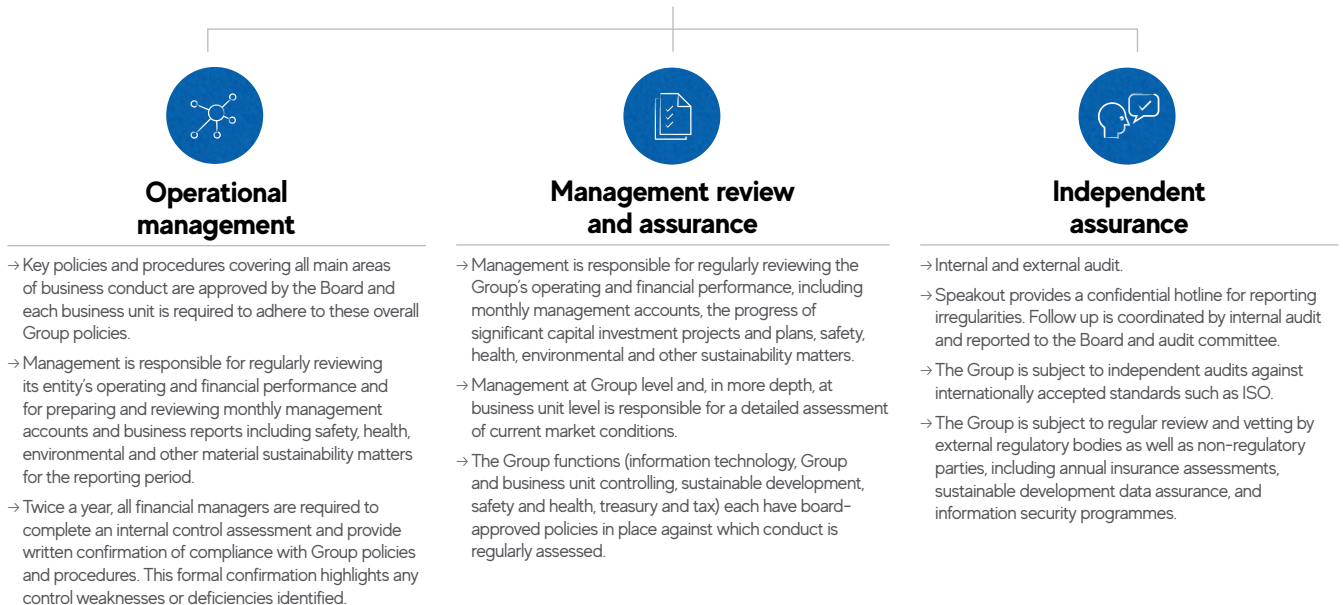 Operational
management
→ Key policies and procedures covering all main areas
of business conduct are approved by the Board and
each business unit is required to adhere to these overall
Group policies.
→ Management is responsible for regularly reviewing
its entity's operating and financial performance and
for preparing and reviewing monthly management
accounts and business reports including safety, health,
environmental and other material sustainability matters
for the reporting period.
→ Twice a year, all financial managers are required to
complete an internal control assessment and provide
written confirmation of compliance with Group policies
and procedures. This formal confirmation highlights any
control weaknesses or deficiencies identified.
Management review
and assurance
→ Management is responsible for regularly reviewing the
Group's operating and financial performance, including
monthly management accounts, the progress of
significant capital investment projects and plans, safety,
health, environmental and other sustainability matters.
→ Management at Group level and, in more depth, at
business unit level is responsible for a detailed assessment
of current market conditions.
→ The Group functions (information technology, Group
and business unit controlling, sustainable development,
safety and health, treasury and tax) each have board-
approved policies in place against which conduct is
regularly assessed.
Independent
assurance
→ Internal and external audit.
→ Speakout provides a confidential hotline for reporting
irregularities. Follow up is coordinated by internal audit
and reported to the Board and audit committee.
→ The Group is subject to independent audits against
internationally accepted standards such as ISO.
→ The Group is subject to regular review and vetting by
external regulatory bodies as well as non-regulatory
parties, including annual insurance assessments,
sustainable development data assurance, and
information security programmes.